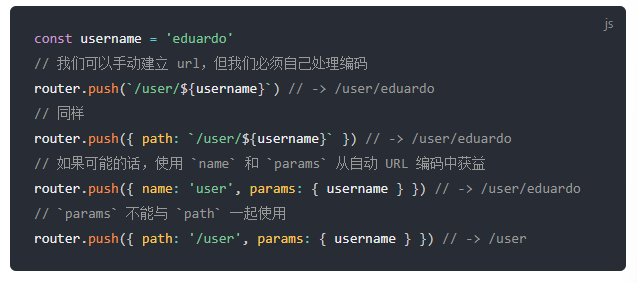 js
const username = 'eduardo'
// 我们可以手动建立 url，但我们必须自己处理编码
router.push(`/user/${username}`) // -> /user/eduardo
// 同样
router.push({ path: `/user/${username}` }) // -> /user/eduardo
// 如果可能的话，使用 `name` 和 `params` 从自动 URL 编码中获益
router.push({ name: 'user', params: { username } }) // -> /user/eduardo
// `params` 不能与 `path` 一起使用
router.push({ path: '/user', params: { username } }) // -> /user